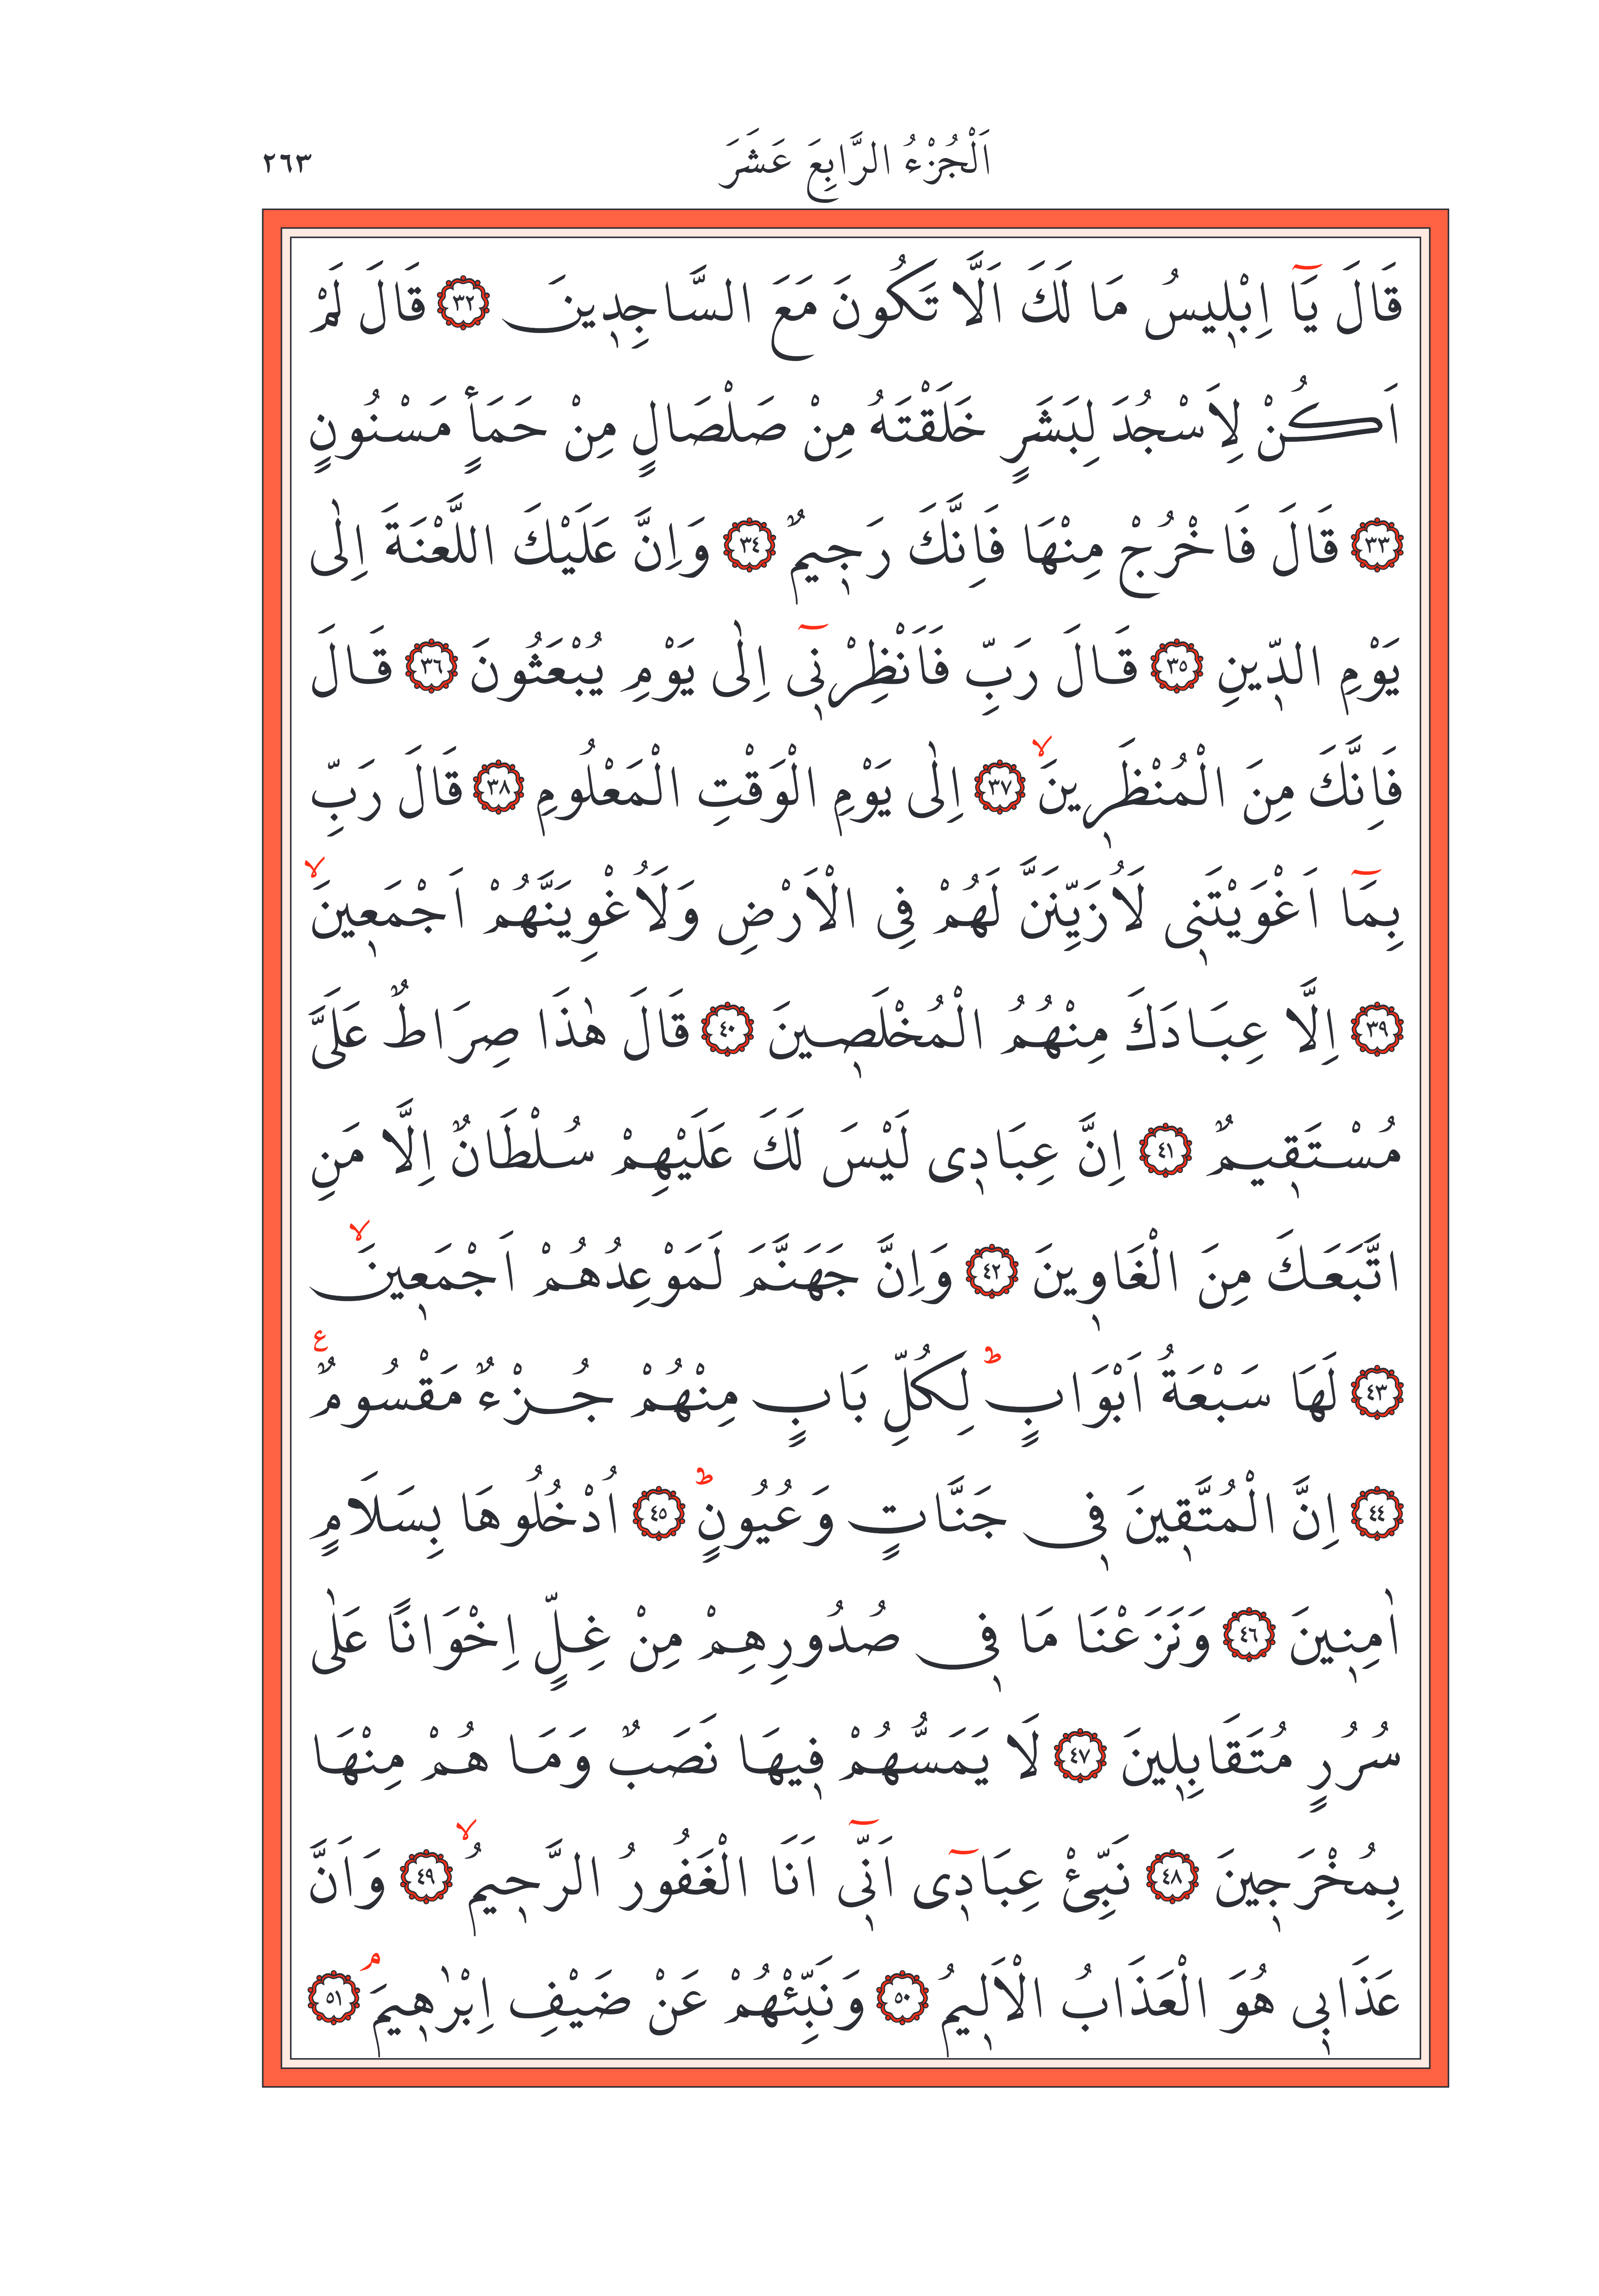 اَلْجُزْءُ الرَّابِعَ عَشَرَ ٢٦٣
قَالَ يَٓا اِبْل۪يسُ مَا لَكَ اَلَّا تَكُونَ مَعَ السَّاجِد۪ينَ ﴿٣٢﴾ قَالَ لَمْ
اَكُنْ لِاَسْجُدَ لِبَشَرٍ خَلَقْتَهُ مِنْ صَلْصَالٍ مِنْ حَمَأٍ مَسْنُونٍ
﴿٣٣﴾ قَالَ فَاخْرُجْ مِنْهَا فَاِنَّكَ رَج۪يمٌ ﴿٣٤﴾ وَاِنَّ عَلَيْكَ اللَّعْنَةَ اِلٰى
يَوْمِ الدّ۪ينِ ﴿٣٥﴾ قَالَ رَبِّ فَاَنْظِرْن۪ٓى اِلٰى يَوْمِ يُبْعَثُونَ ﴿٣٦﴾ قَالَ
فَاِنَّكَ مِنَ الْمُنْظَر۪ينَۙ ﴿٣٧﴾ اِلٰى يَوْمِ الْوَقْتِ الْمَعْلُومِ ﴿٣٨﴾ قَالَ رَبِّ
بِمَٓا اَغْوَيْتَن۪ى لَاُزَيِّنَنَّ لَهُمْ فِى الْاَرْضِ وَلَاُغْوِيَنَّهُمْ اَجْمَع۪ينَۙ
﴿٣٩﴾ اِلَّا عِبَادَكَ مِنْهُمُ الْمُخْلَص۪ينَ ﴿٤٠﴾ قَالَ هٰذَا صِرَاطٌ عَلَىَّ
مُسْتَق۪يمٌ ﴿٤١﴾ اِنَّ عِبَاد۪ى لَيْسَ لَكَ عَلَيْهِمْ سُلْطَانٌ اِلَّا مَنِ
اتَّبَعَكَ مِنَ الْغَاو۪ينَ ﴿٤٢﴾ وَاِنَّ جَهَنَّمَ لَمَوْعِدُهُمْ اَجْمَع۪ينَۙ
﴿٤٣﴾ لَهَا سَبْعَةُ اَبْوَابٍۜ لِكُلِّ بَابٍ مِنْهُمْ جُزْءٌ مَقْسُومٌ۟
﴿٤٤﴾ اِنَّ الْمُتَّق۪ينَ ف۪ى جَنَّاتٍ وَعُيُونٍۜ ﴿٤٥﴾ اُدْخُلُوهَا بِسَلَامٍ
اٰمِن۪ينَ ﴿٤٦﴾ وَنَزَعْنَا مَا ف۪ى صُدُورِهِمْ مِنْ غِلٍّ اِخْوَانًا عَلٰى
سُرُرٍ مُتَقَابِل۪ينَ ﴿٤٧﴾ لَا يَمَسُّهُمْ ف۪يهَا نَصَبٌ وَمَا هُمْ مِنْهَا
بِمُخْرَج۪ينَ ﴿٤٨﴾ نَبِّئْ عِبَاد۪ٓى اَنّ۪ٓى اَنَا الْغَفُورُ الرَّح۪يمُۙ ﴿٤٩﴾ وَاَنَّ
عَذَاب۪ى هُوَ الْعَذَابُ الْاَل۪يمُ ﴿٥٠﴾ وَنَبِّئْهُمْ عَنْ ضَيْفِ اِبْرٰه۪يمَۢ ﴿٥١﴾